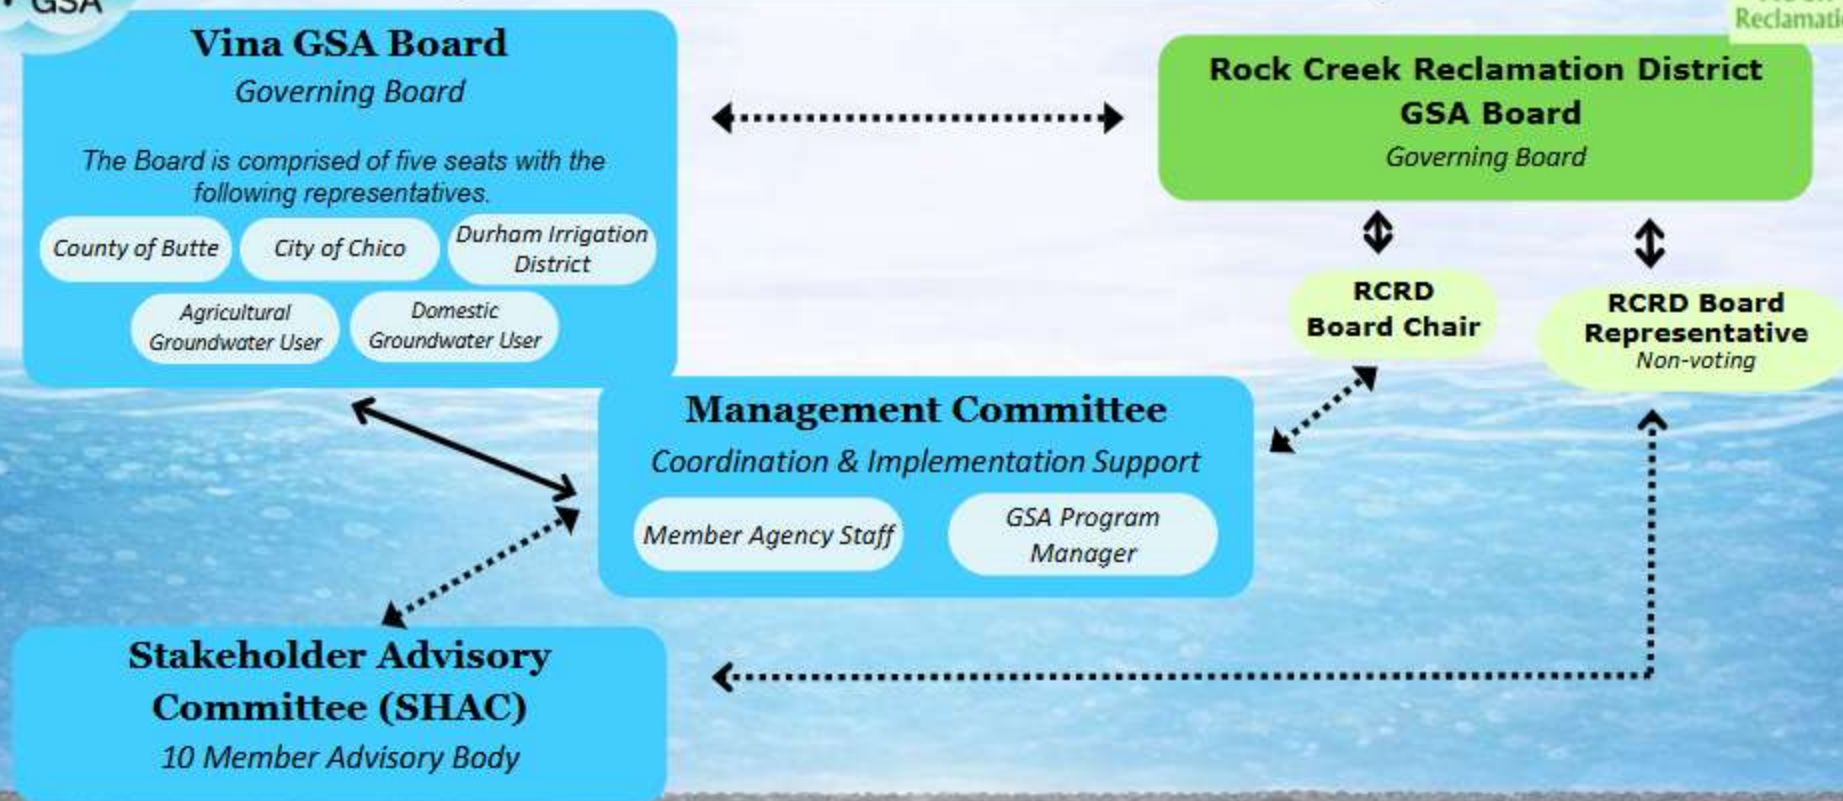 GSA
Reclamati
Vina GSA Board
Governing Board
The Board is comprised of five seats with the
following representatives.
County of Butte
City of Chico
Durham Irrigation
District
Agricultural
Groundwater User
Domestic
Groundwater User
Rock Creek Reclamation District
GSA Board
Governing Board
RCRD
Board Chair
RCRD Board
Representative
Non-voting
Management Committee
Coordination & Implementation Support
Member Agency Staff
GSA Program
Manager
Stakeholder Advisory
Committee (SHAC)
10 Member Advisory Body